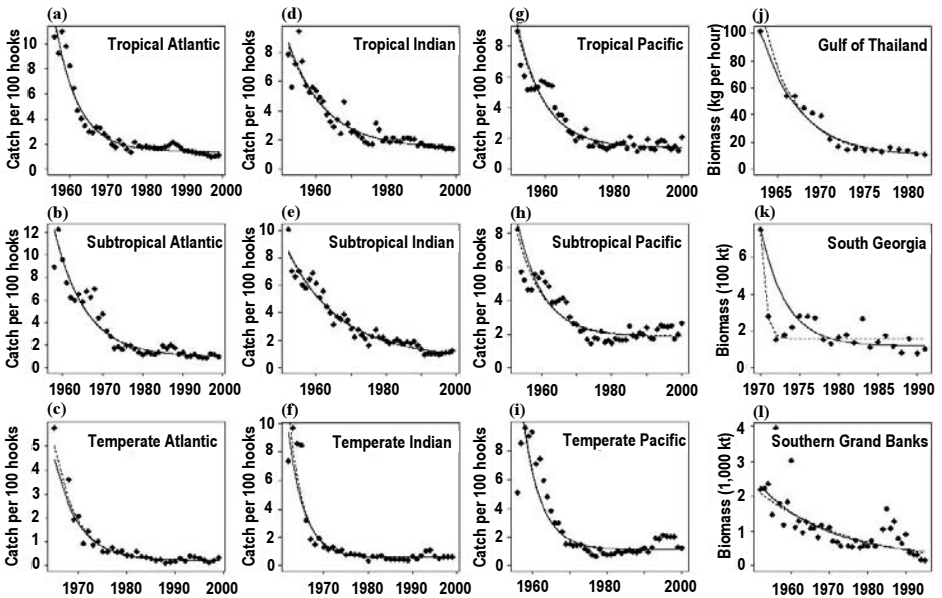 (a)
Tropical Atlantic
Catch per 100 hooks
10
8
6
4
2
0
1960 1970 1980 1990 2000
(d)
Tropical Indian
Catch per 100 hooks
8
6
4
2
0
1960 1980 2000
(g)
Tropical Pacific
Catch per 100 hooks
8
6
4
2
0
1960 1980 2000
(j)
Gulf of Thailand
Biomass (kg per hour)
100
80
60
40
20
0
1965 1970 1975 1980
(b)
Subtropical Atlantic
Catch per 100 hooks
12
10
8
6
4
2
0
1960 1970 1980 1990 2000
(e)
Subtropical Indian
Catch per 100 hooks
10
8
6
4
2
0
1960 1980 2000
(h)
Subtropical Pacific
Catch per 100 hooks
8
6
4
2
0
1960 1980 2000
(k)
South Georgia
Biomass (100 kt)
6
4
2
0
1970 1975 1980 1985 1990
(c)
Temperate Atlantic
Catch per 100 hooks
5
4
3
2
1
0
1970 1980 1990 2000
(f)
Temperate Indian
Catch per 100 hooks
10
8
6
4
2
0
1970 1980 1990 2000
(i)
Temperate Pacific
Catch per 100 hooks
8
6
4
2
0
1960 1970 1980 1990 2000
(l)
Southern Grand Banks
Biomass (1,000 kt)
4
3
2
1
0
1960 1970 1980 1990